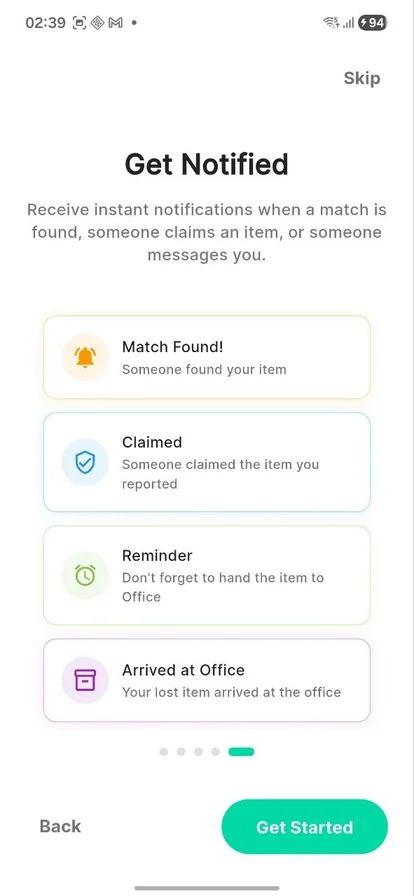 02:39
94
Skip
Get Notified
Receive instant notifications when a match is
found, someone claims an item, or someone
messages you.
Match Found!
Someone found your item
Claimed
Someone claimed the item you
reported
Reminder
Don't forget to hand the item to
Office
Arrived at Office
Your lost item arrived at the office
Back
Get Started